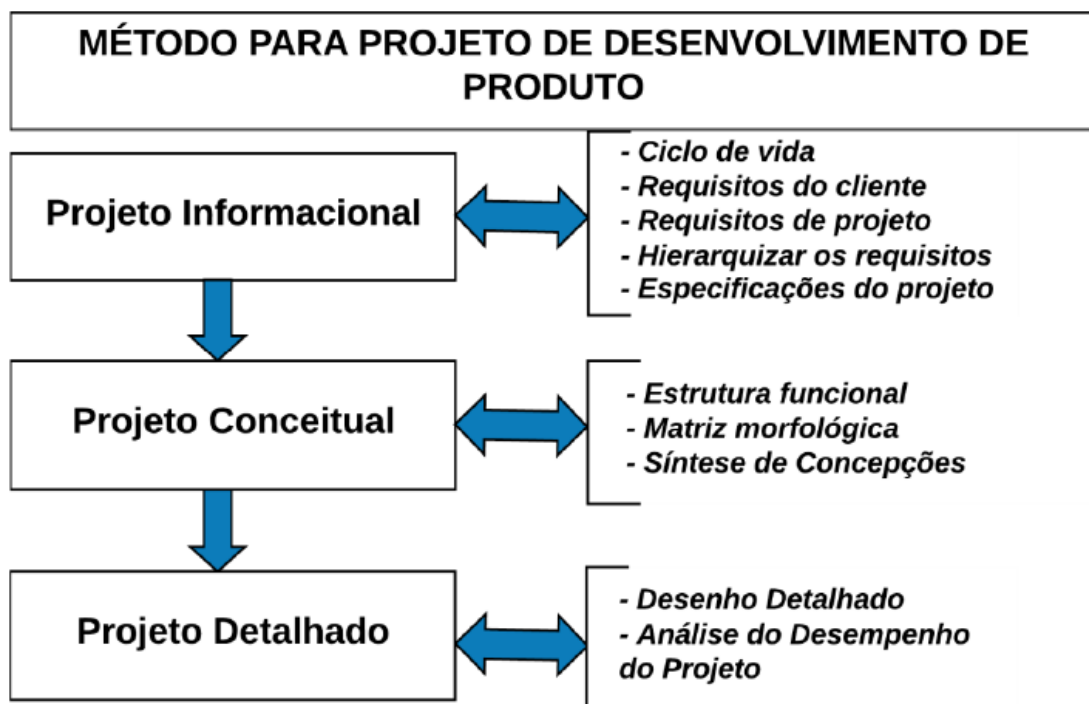 MÉTODO PARA PROJETO DE DESENVOLVIMENTO DE
PRODUTO
Projeto Informacional
- Ciclo de vida
- Requisitos do cliente
- Requisitos de projeto
- Hierarquizar os requisitos
- Especificações do projeto
Projeto Conceitual
- Estrutura funcional
- Matriz morfológica
- Síntese de Concepções
Projeto Detalhado
- Desenho Detalhado
- Análise do Desempenho
do Projeto